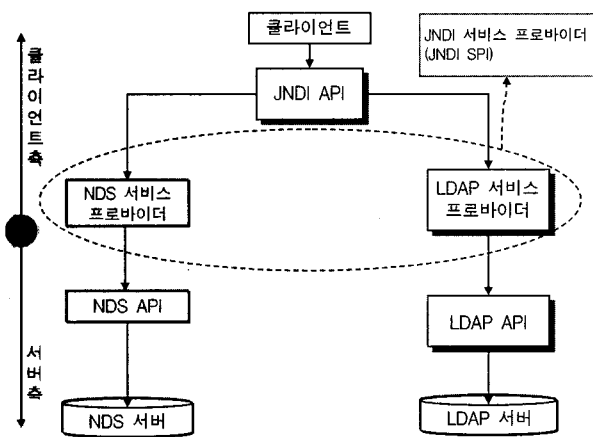 클라이언트
JNDI 서비스 프로바이더
(JNDI SPI)
JNDI API
클라이언트측
NDS 서비스
프로바이더
LDAP 서비스
프로바이더
NDS API
LDAP API
서버측
NDS 서버
LDAP 서버